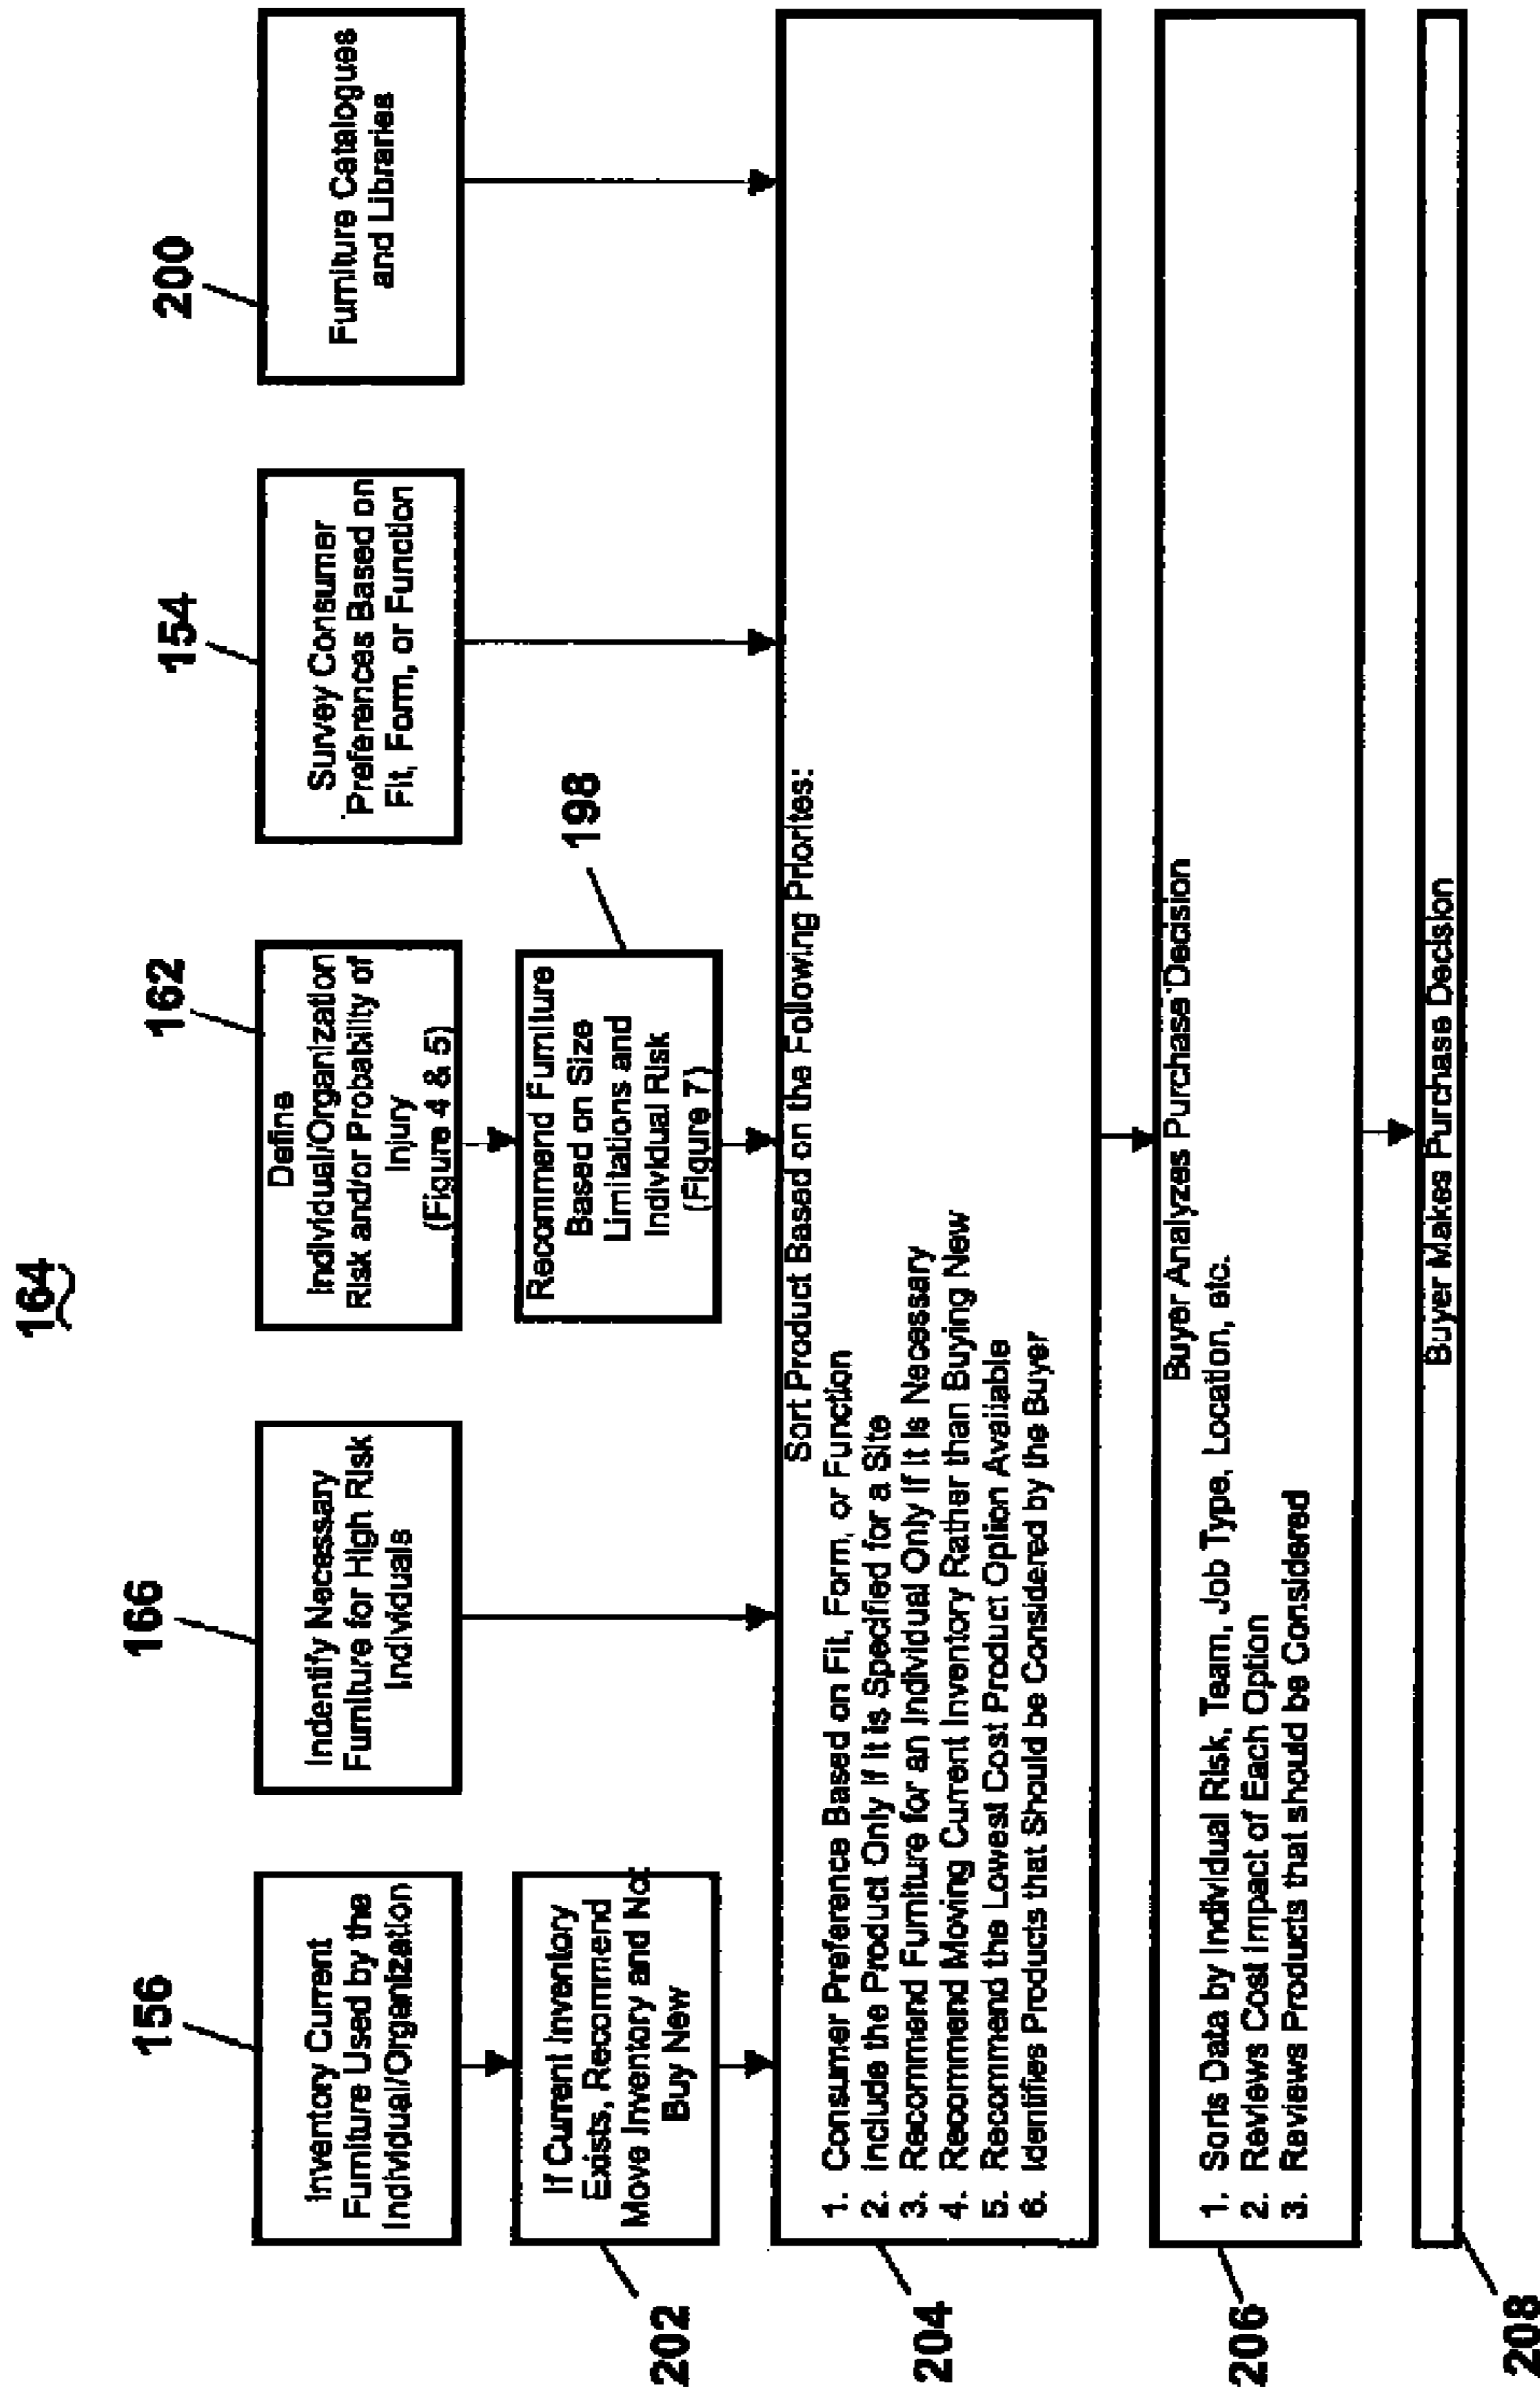 164
156
Inventory Current
Furniture Used by the
Individual/Organization
166
Indentify Necessary
Furniture for High Risk
Individuals
162
Define
Individual/Organization
Risk and/or Probability of
Injury
(Figure 4 & 5)
154
Survey Consumer
Preferences Based on
Fit, Form, or Function
200
Furniture Catalogues
and Libraries
202
If Current Inventory
Exists, Recommend
Move Inventory and Not
Buy New
198
Recommend Furniture
Based on Size
Limitations and
Individual Risk
(Figure 7)
204
Sort Product Based on the Following Priorites:
1. Consumer Preference Based on Fit, Form, or Function
2. Include the Product Only If it is Specified for a Site
3. Recommend Furniture for an Individual Only If It Is Necessary
4. Recommend Moving Current Inventory Rather than Buying New
5. Recommend the Lowest Cost Product Option Available
6. Identifies Products that Should be Considered by the Buyer
206
Buyer Analyzes Purchase Decision
1. Sorts Data by Individual Risk, Team, Job Type, Location, etc.
2. Reviews Cost Impact of Each Option
3. Reviews Products that should be Considered
208
Buyer Makes Purchase Decision